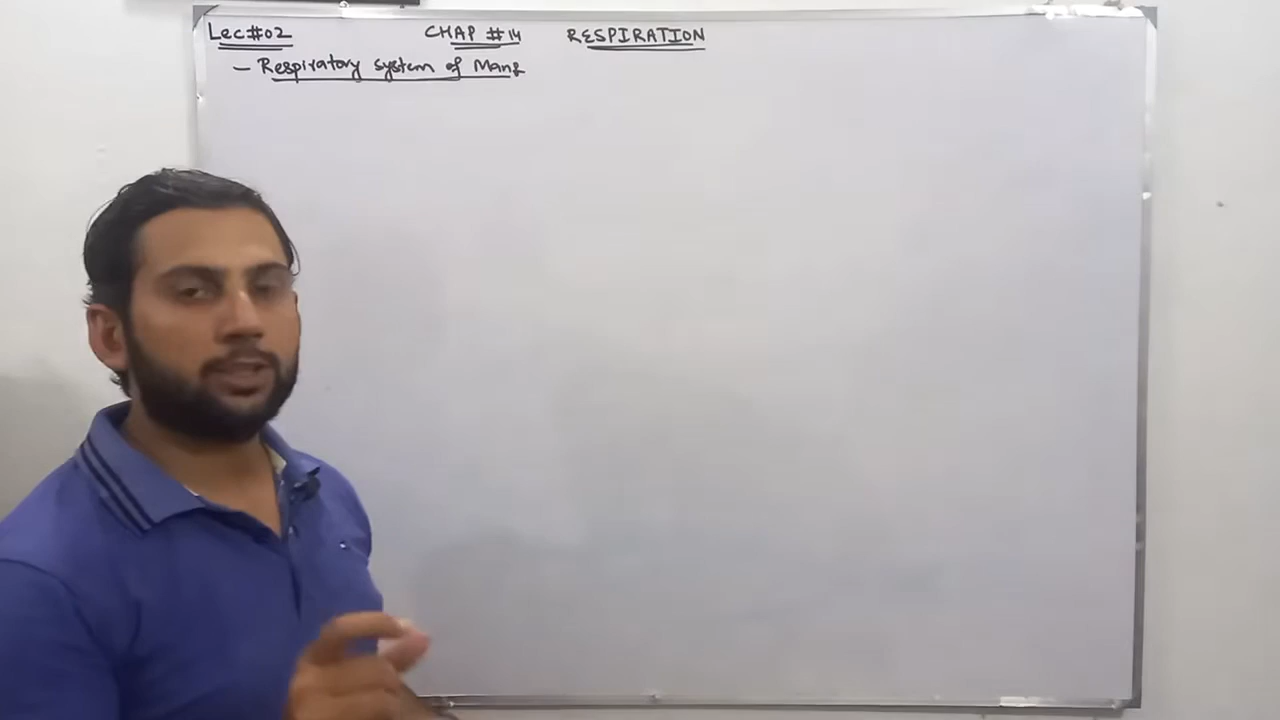 Lec#02 CHAP #14 RESPIRATION
– Respiratory system of Man